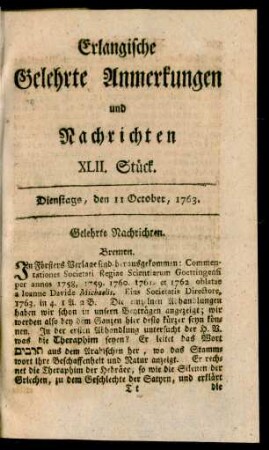 Erlangische
Gelehrte Anmerkungen
und
Nachrichten
XLII. Stück.
Dienstags, den 11 October, 1763.
Gelehrte Nachrichten.
Bremen.
In Försters Verlage sind herausgekommen: Commen-
tationes Societati Regiae Scientiarum Goettingensi
per annos 1758, 1759. 1760. 1761. et 1762 oblatae
a Ioanne Davide Michaelis. Eius Societatis Directore,
1763. in 4. 1 A. 2 B. Die einzelnen Abhandlungen
haben wir schon in unsern Beyträgen angezeigt; wir
werden also bey dem Ganzen hier desto kürzer seyn kön-
nen. In der ersten Abhandlung untersucht der H. V.
was die Theraphim seyen? Er leitet das Wort
תרפים aus dem Arabischen her, wo das Stamm-
wort ihre Beschaffenheit und Natur anzeigt. Er rech-
net die Theraphim der Hebräer, so wie die Silenen der
Griechen, zu dem Geschlechte der Satyren, und erklärt
T t die